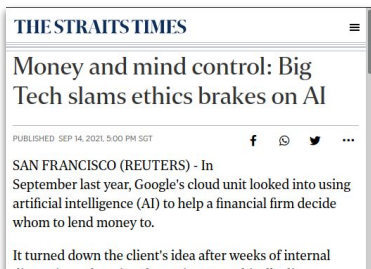 THE STRAITS TIMES
Money and mind control: Big
Tech slams ethics brakes on AI
PUBLISHED SEP 14, 2021, 5:00 PM SGT
SAN FRANCISCO (REUTERS) - In
September last year, Google's cloud unit looked into using
artificial intelligence (AI) to help a financial firm decide
whom to lend money to.
It turned down the client's idea after weeks of internal